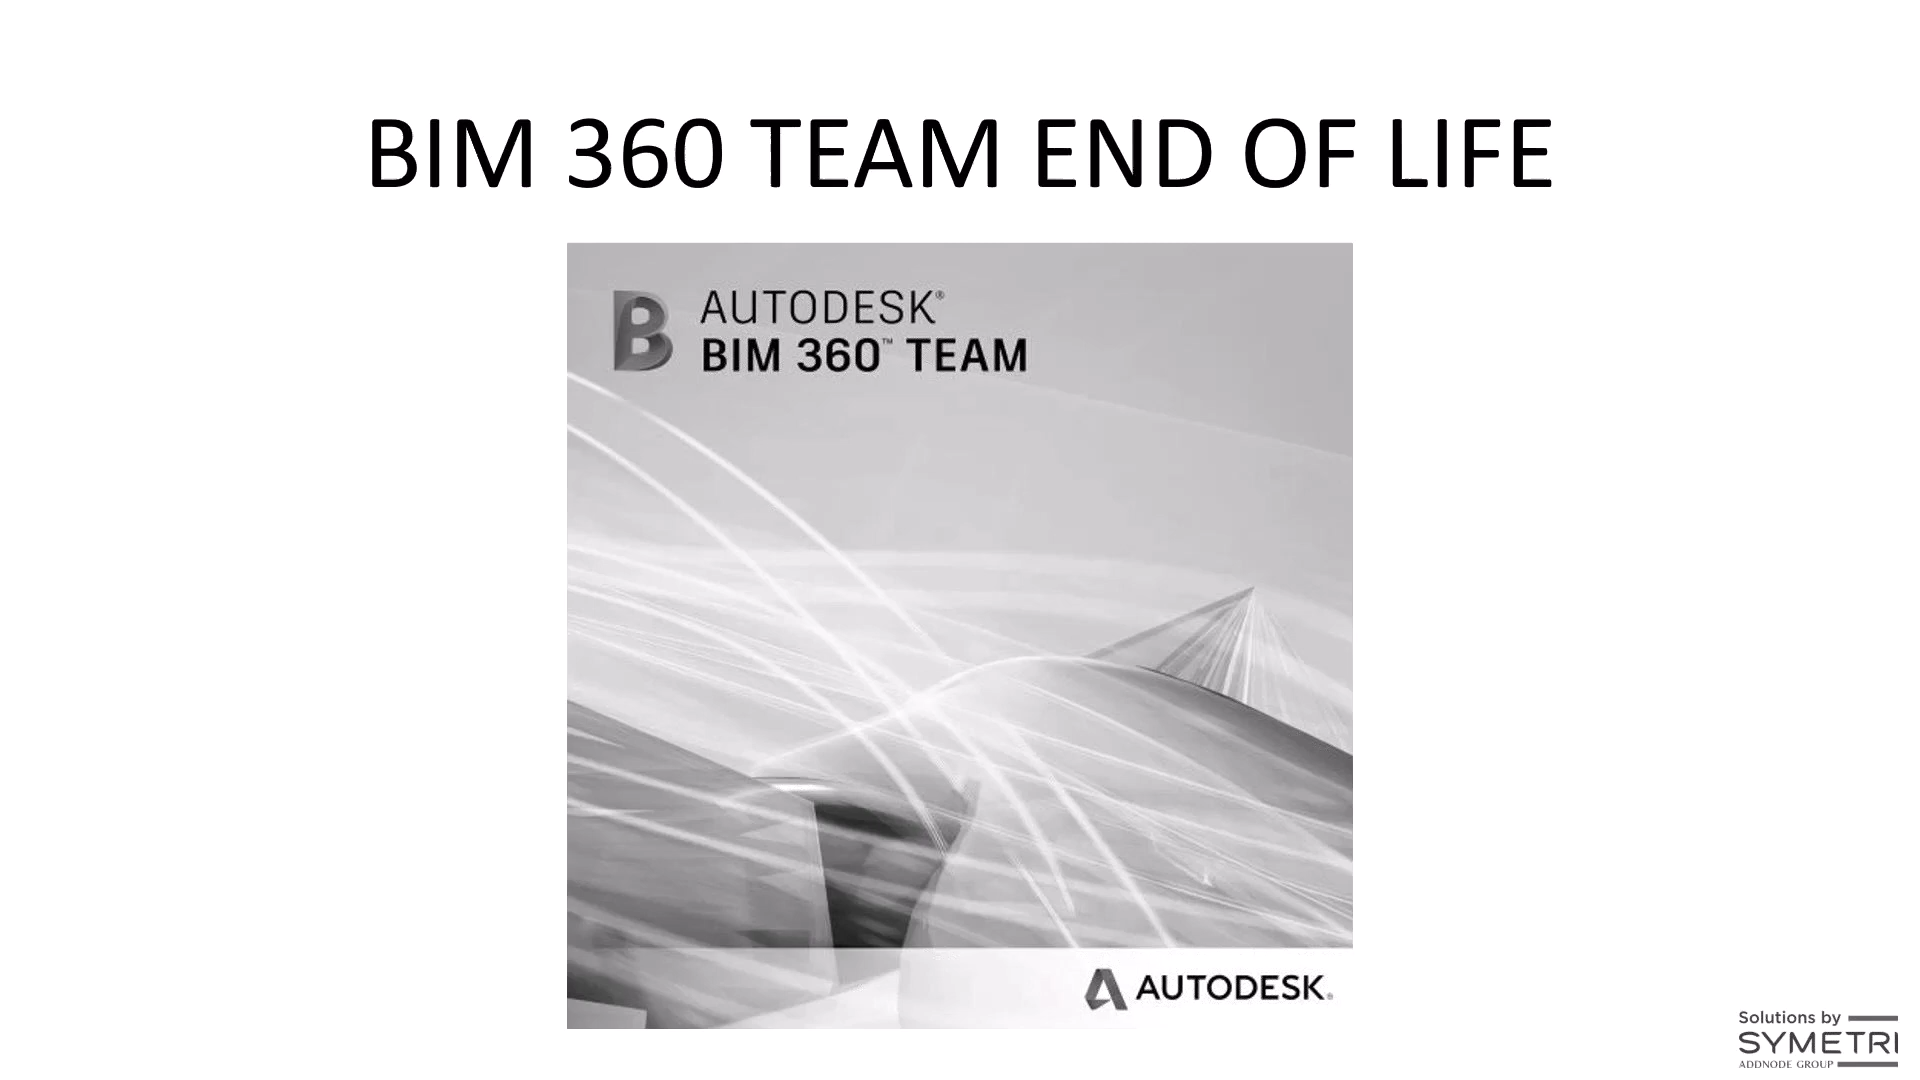 BIM 360 TEAM END OF LIFE
AUTODESK®
BIM 360™ TEAM
AUTODESK®
Solutions by
SYMETRI
ADDNODE GROUP